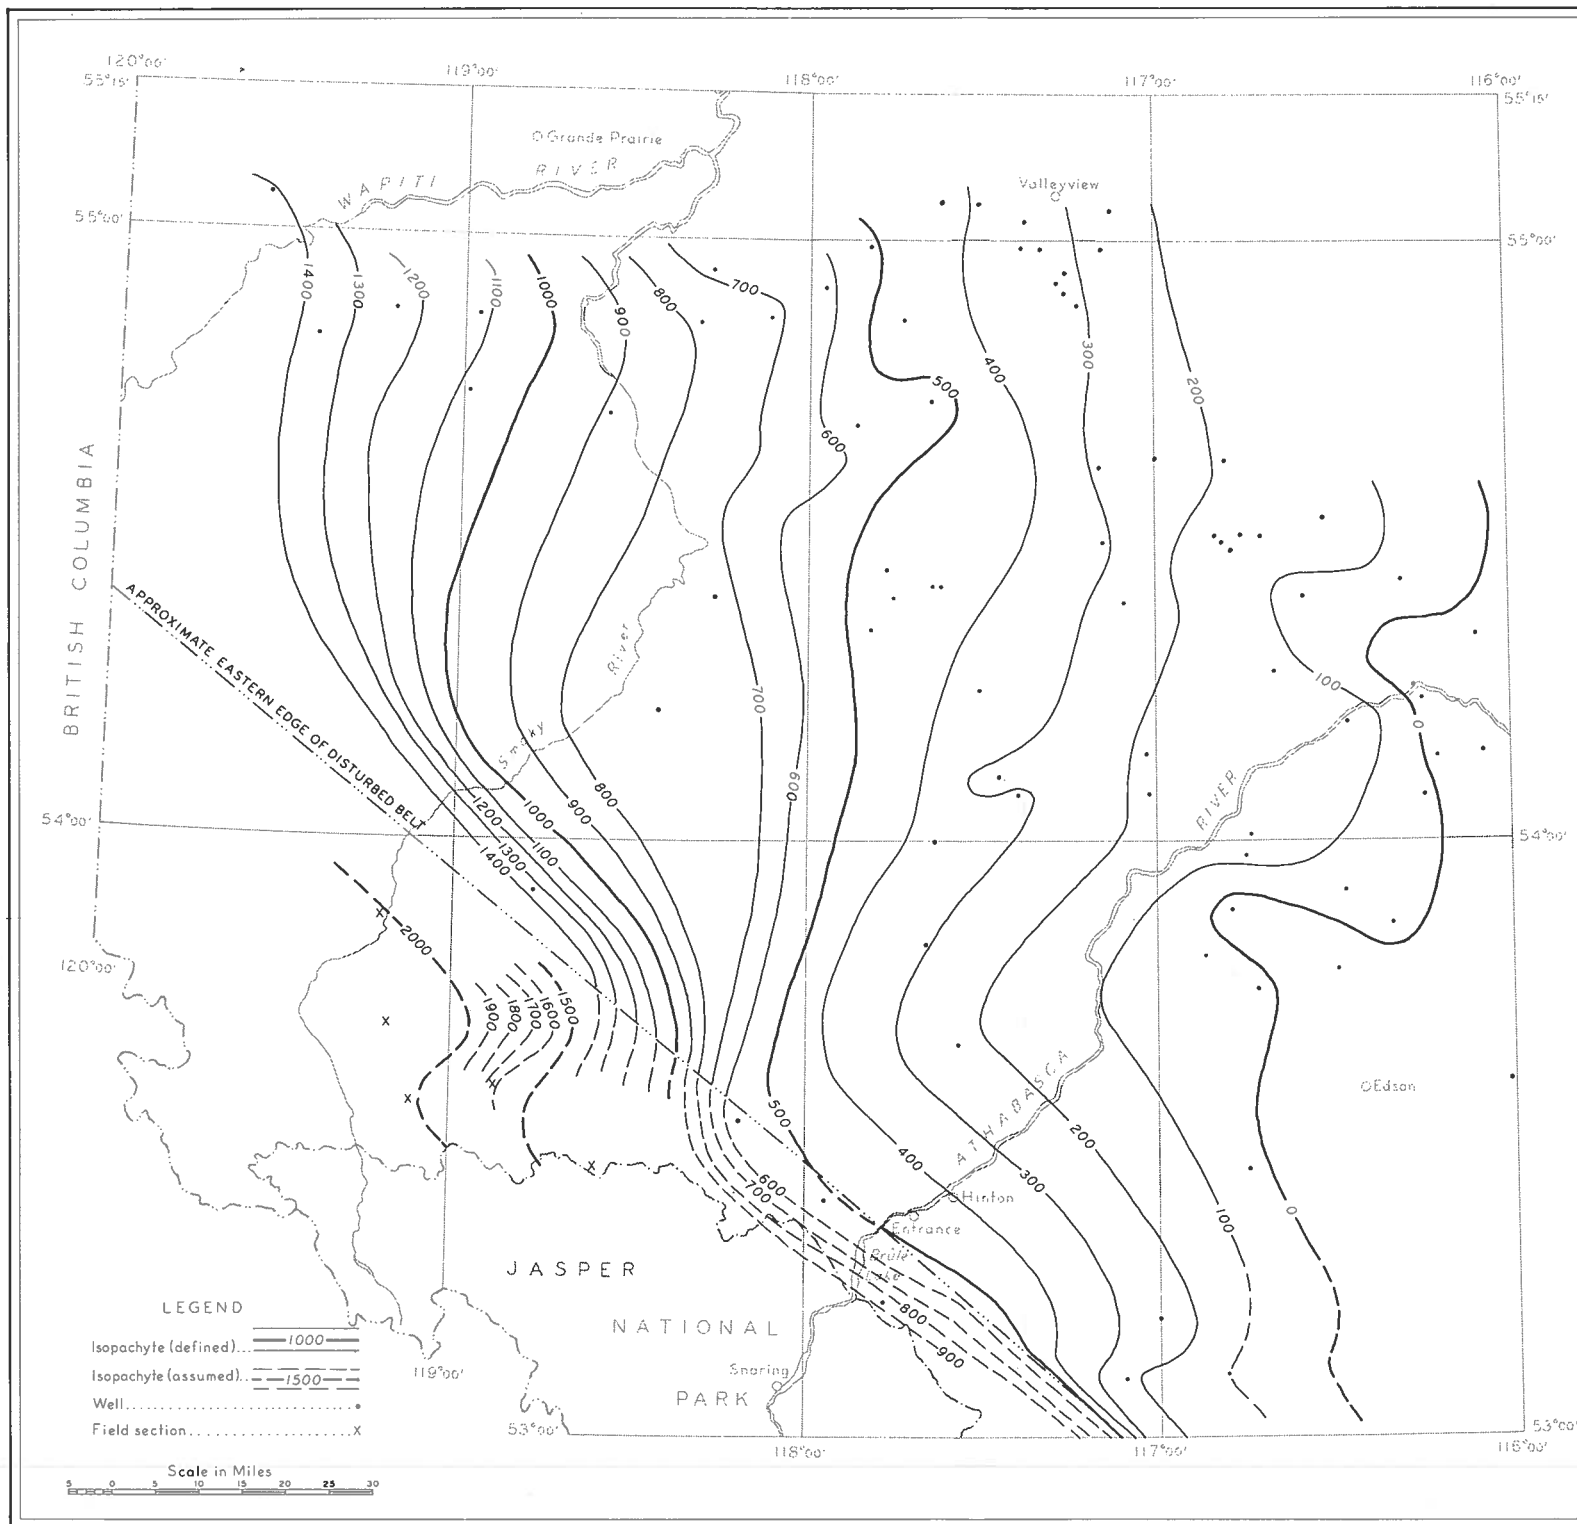 120°00'
119°00'
118°00'
117°00'
116°00'
55°15'
55°15'
Grande Prairie
WAPITI RIVER
Valleyview
55°00'
55°00'
1400
1300
1200
1100
1000
900
800
700
600
500
400
300
200
BRITISH COLUMBIA
APPROXIMATE EASTERN EDGE OF DISTURBED BELT
Smoky River
700
600
100
0
800
900
1000
1100
1200
1300
1400
54°00'
54°00'
ATHABASCA RIVER
120°00'
2000
1900
1800
1700
1600
1500
Edson
500
400
300
200
100
0
600
700
800
900
Hinton
Entrance
Brûlé
Lake
JASPER
NATIONAL
PARK
Snaring
119°00'
53°00'
118°00'
117°00'
116°00'
53°00'
LEGEND
Isopachyte (defined)... 1000
Isopachyte (assumed)... 1500
Well
Field section X
Scale in Miles
5 0 5 10 15 20 25 30